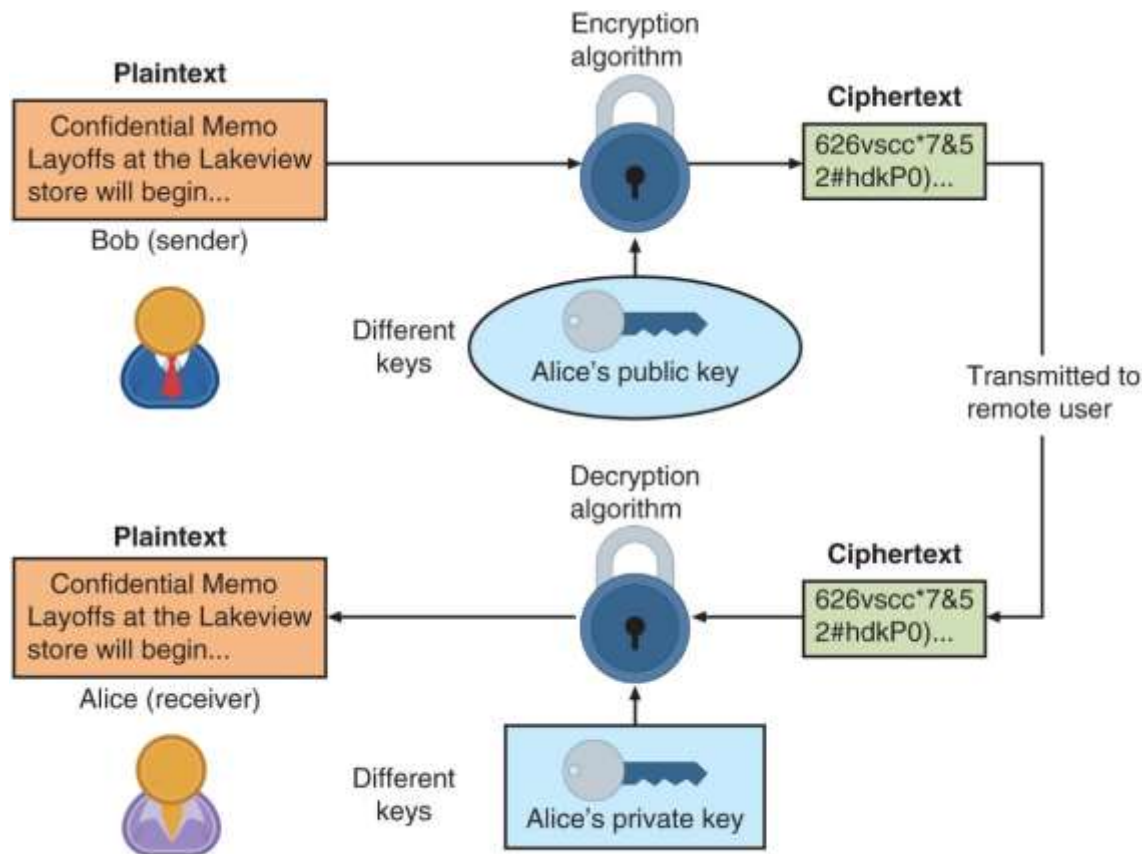 Encryption
algorithm
Plaintext
Confidential Memo
Layoffs at the Lakeview
store will begin...
Bob (sender)
Ciphertext
626vscc*7&5
2#hdkP0)...
Different
keys
Alice's public key
Transmitted to
remote user
Decryption
algorithm
Plaintext
Confidential Memo
Layoffs at the Lakeview
store will begin...
Alice (receiver)
Ciphertext
626vscc*7&5
2#hdkP0)...
Different
keys
Alice's private key